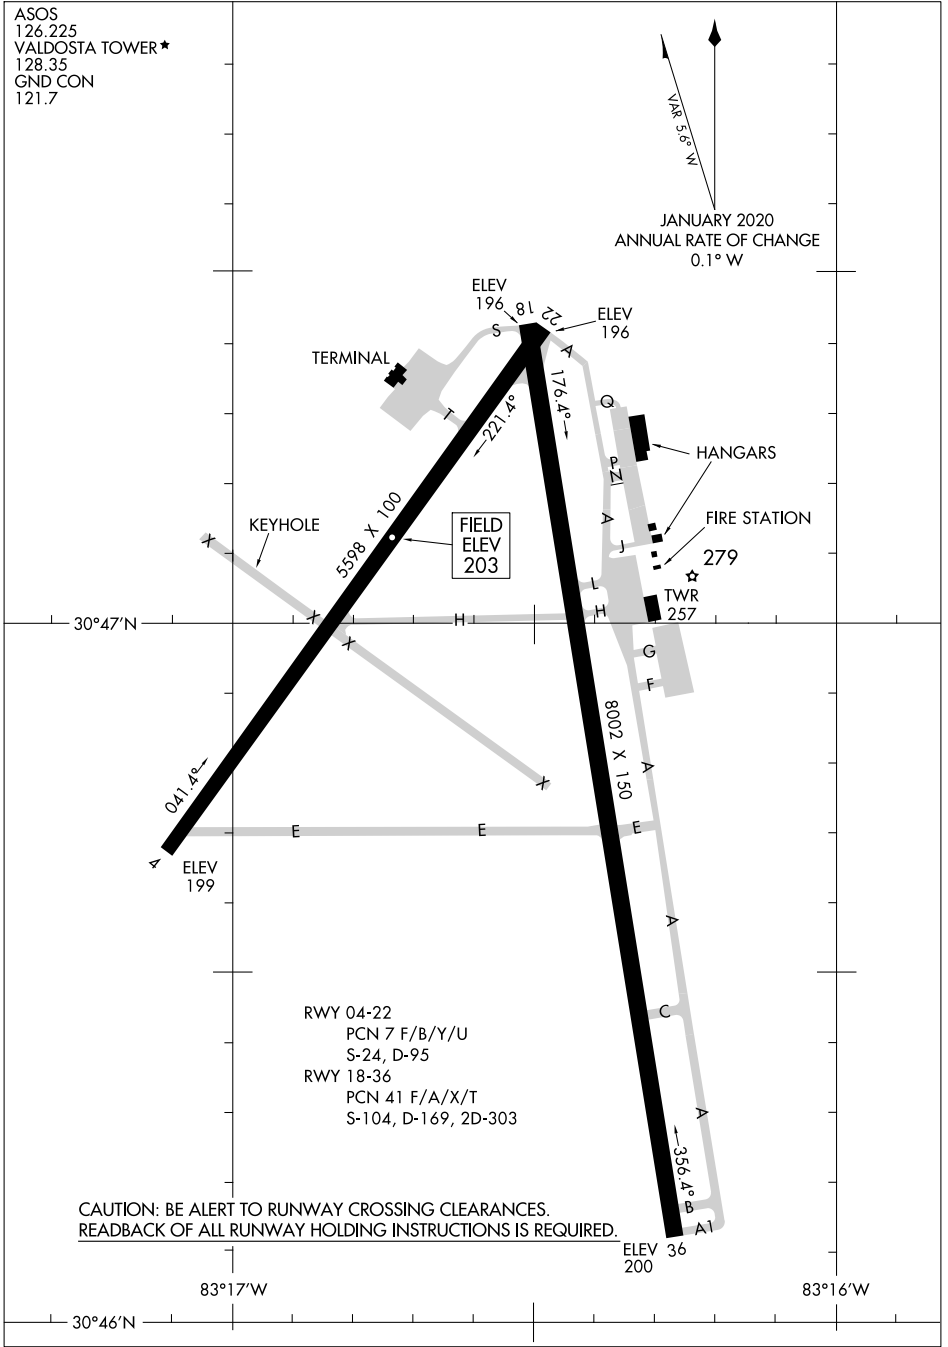 ASOS
126.225
VALDOSTA TOWER★
128.35
GND CON
121.7
VAR 5.6° W
JANUARY 2020
ANNUAL RATE OF CHANGE
0.1° W
ELEV
196
18
22
ELEV
196
S
A
TERMINAL
176.4°
Q
T
221.4°
HANGARS
P
N
I
5598 X 100
KEYHOLE
FIELD
ELEV
203
A
FIRE STATION
X
J
279
L
TWR
257
X
H
H
30°47'N
X
G
F
8002 X 150
A
041.4°
X
E
E
E
4
ELEV
199
A
RWY 04-22
PCN 7 F/B/Y/U
S-24, D-95
RWY 18-36
PCN 41 F/A/X/T
S-104, D-169, 2D-303
C
A
356.4°
B
A1
CAUTION: BE ALERT TO RUNWAY CROSSING CLEARANCES.
READBACK OF ALL RUNWAY HOLDING INSTRUCTIONS IS REQUIRED.
ELEV
200
36
83°17'W
83°16'W
30°46'N